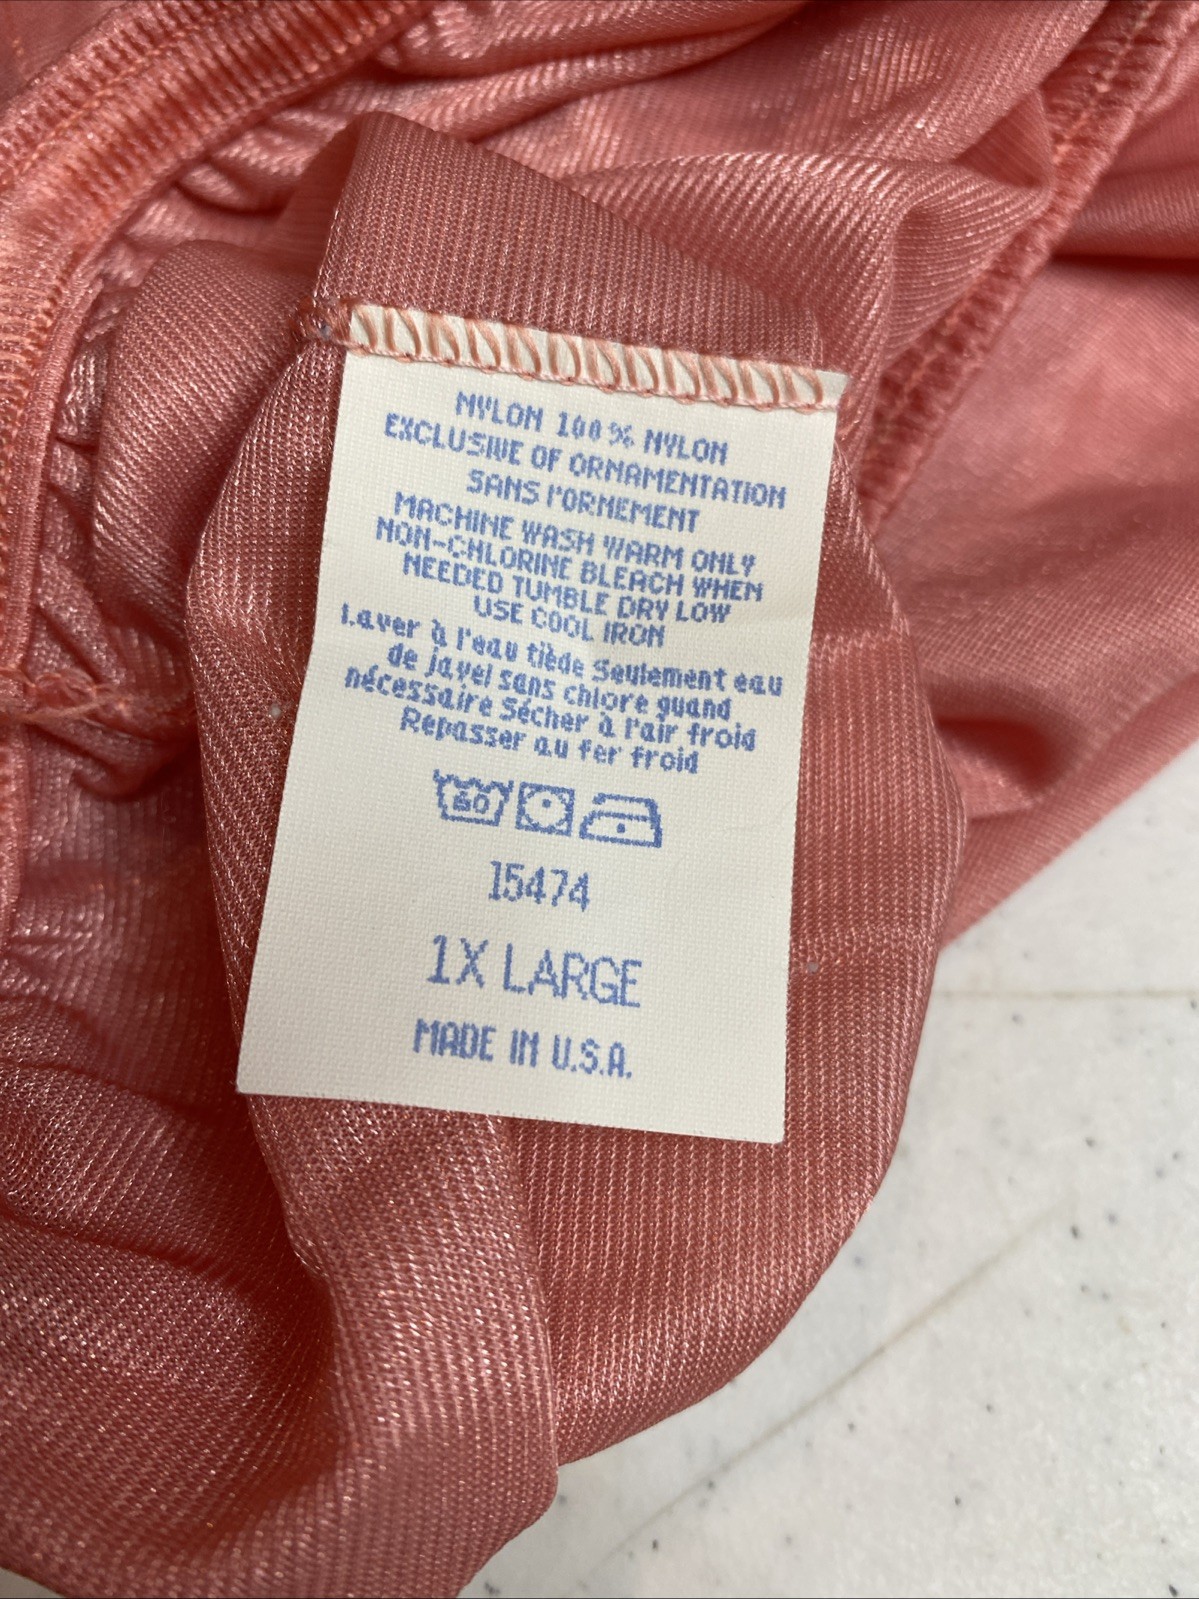 NYLON 100% NYLON
EXCLUSIVE OF ORNAMENTATION
SANS l'ORNEMENT
MACHINE WASH WARM ONLY
NON-CHLORINE BLEACH WHEN
NEEDED TUMBLE DRY LOW
USE COOL IRON
Laver à l'eau tiède Seulement eau
de javel sans chlore quand
nécessaire Sécher à l'air froid
Repasser au fer froid
60
15474
1X LARGE
MADE IN U.S.A.